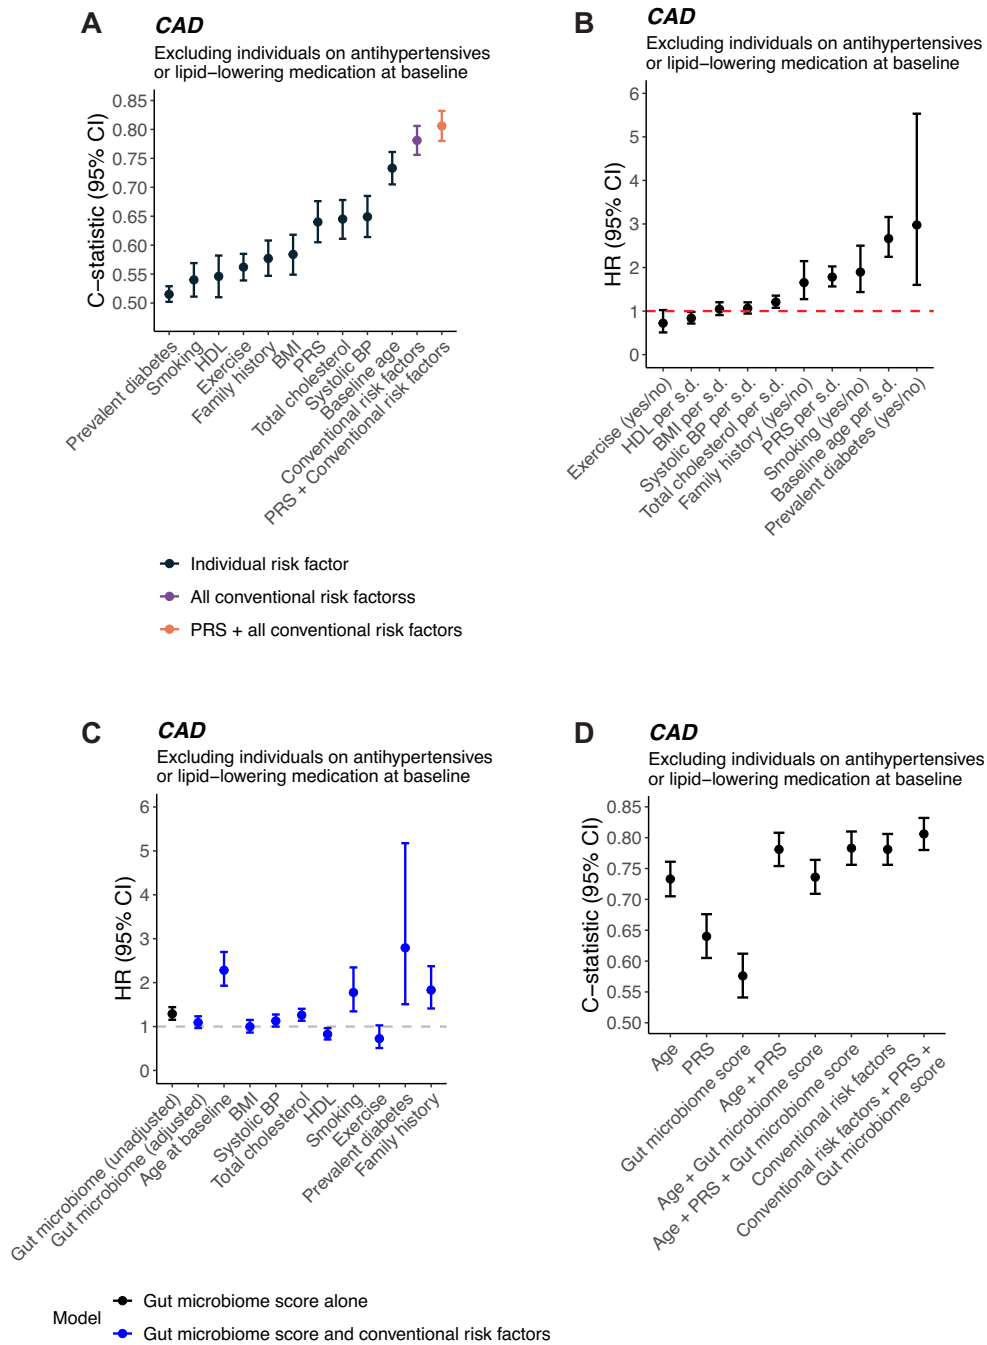 A
CAD
Excluding individuals on antihypertensives
or lipid−lowering medication at baseline
C−statistic (95% CI)
0.85
0.80
0.75
0.70
0.65
0.60
0.55
0.50
Prevalent diabetes
Smoking
HDL
Exercise
Family history
BMI
PRS
Total cholesterol
Systolic BP
Baseline age
Conventional risk factors
PRS + Conventional risk factors
Individual risk factor
All conventional risk factorss
PRS + all conventional risk factors
B
CAD
Excluding individuals on antihypertensives
or lipid−lowering medication at baseline
HR (95% CI)
6
5
4
3
2
1
0
Exercise (yes/no)
HDL per s.d.
BMI per s.d.
Systolic BP per s.d.
Total cholesterol per s.d.
Family history (yes/no)
PRS per s.d.
Smoking (yes/no)
Baseline age per s.d.
Prevalent diabetes (yes/no)
C
CAD
Excluding individuals on antihypertensives
or lipid−lowering medication at baseline
HR (95% CI)
6
5
4
3
2
1
0
Gut microbiome (unadjusted)
Gut microbiome (adjusted)
Age at baseline
BMI
Systolic BP
Total cholesterol
HDL
Smoking
Exercise
Prevalent diabetes
Family history
Model
Gut microbiome score alone
Gut microbiome score and conventional risk factors
D
CAD
Excluding individuals on antihypertensives
or lipid−lowering medication at baseline
C−statistic (95% CI)
0.85
0.80
0.75
0.70
0.65
0.60
0.55
0.50
Age
PRS
Gut microbiome score
Age + PRS
Age + Gut microbiome score
Age + PRS + Gut microbiome score
Conventional risk factors
Conventional risk factors + PRS +
Gut microbiome score